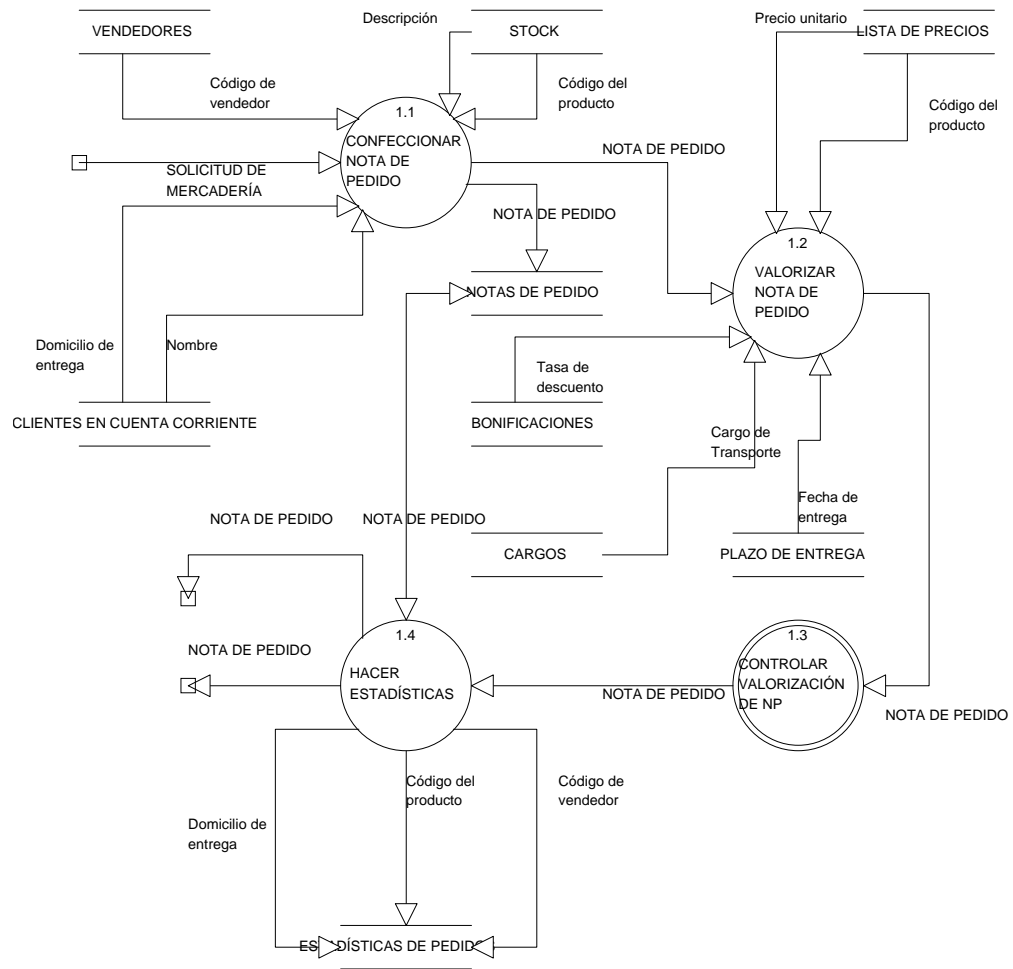 Descripción
Precio unitario
VENDEDORES
STOCK
LISTA DE PRECIOS
Código de
vendedor
Código del
producto
Código del
producto
1.1
CONFECCIONAR
NOTA DE
PEDIDO
NOTA DE PEDIDO
SOLICITUD DE
MERCADERÍA
NOTA DE PEDIDO
1.2
VALORIZAR
NOTA DE
PEDIDO
NOTAS DE PEDIDO
Domicilio de
entrega
Nombre
Tasa de
descuento
CLIENTES EN CUENTA CORRIENTE
BONIFICACIONES
Cargo de
Transporte
Fecha de
entrega
NOTA DE PEDIDO
NOTA DE PEDIDO
CARGOS
PLAZO DE ENTREGA
1.4
HACER
ESTADÍSTICAS
1.3
CONTROLAR
VALORIZACIÓN
DE NP
NOTA DE PEDIDO
NOTA DE PEDIDO
NOTA DE PEDIDO
Código del
producto
Código de
vendedor
Domicilio de
entrega
ESTADÍSTICAS DE PEDIDOS